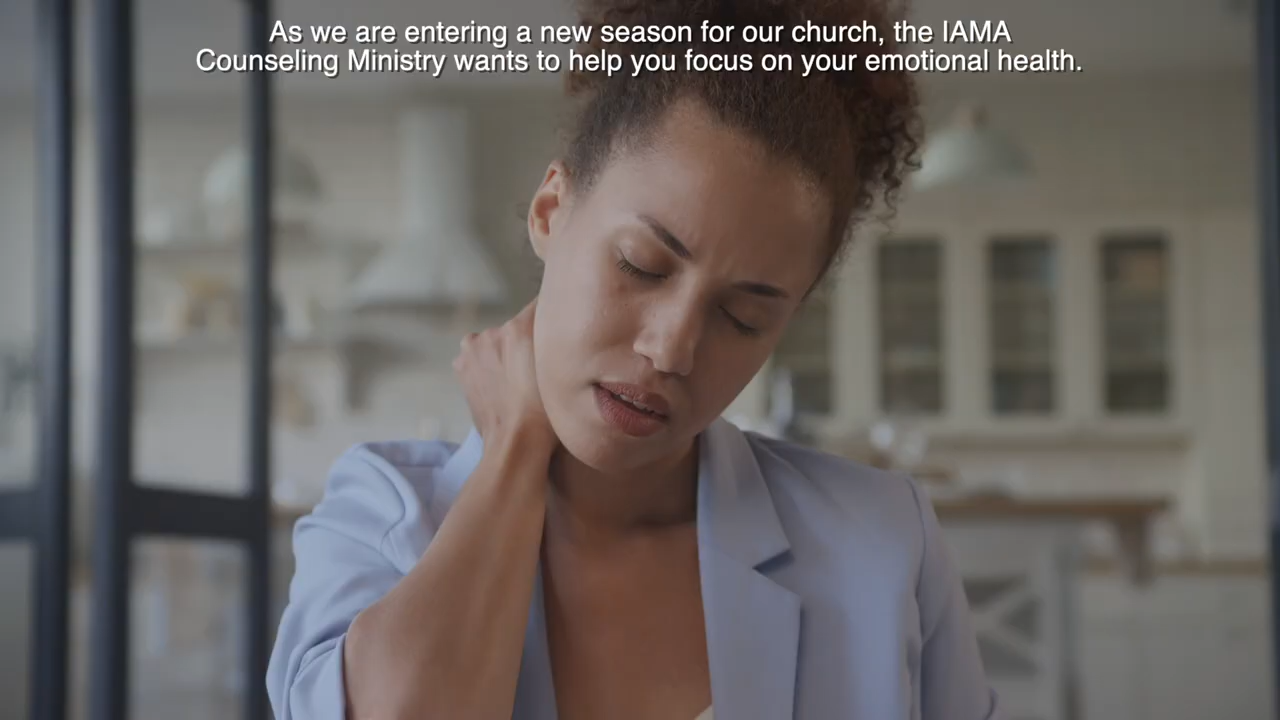 As we are entering a new season for our church, the IAMA
Counseling Ministry wants to help you focus on your emotional health.